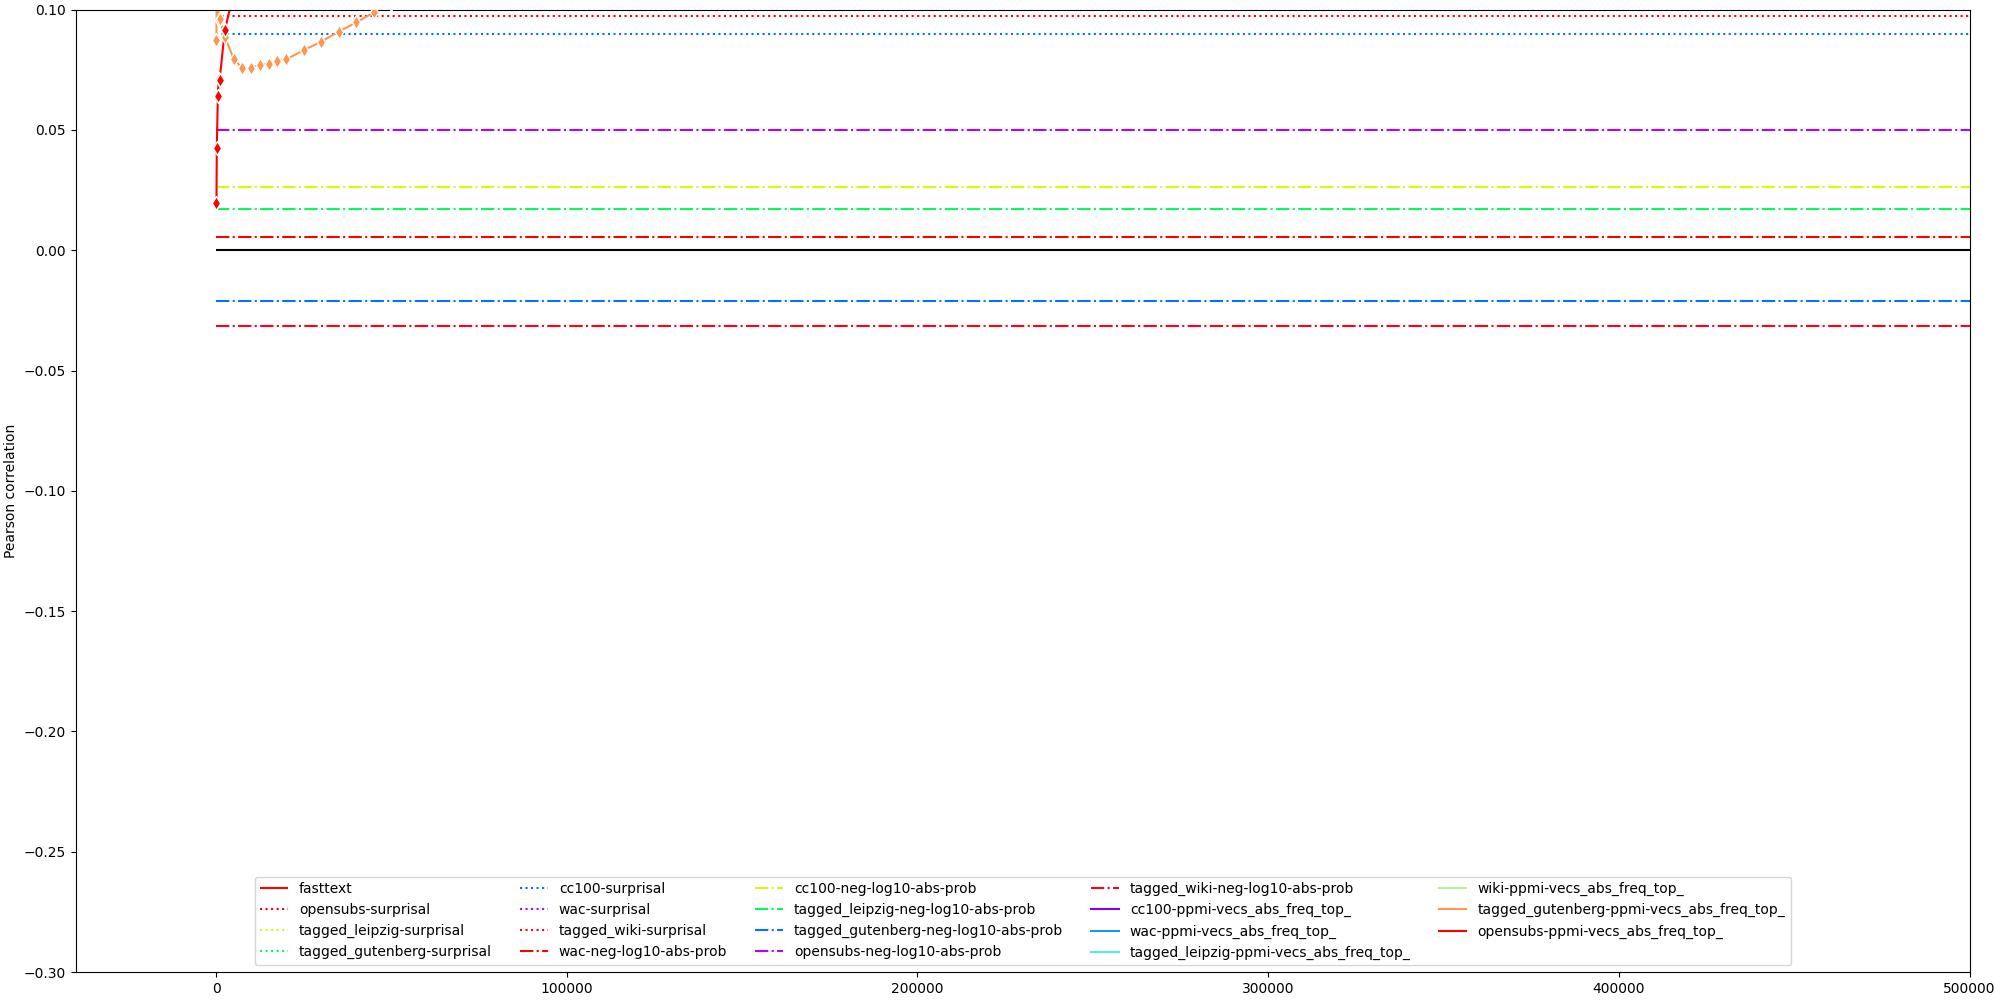 0.10
0.05
0.00
−0.05
−0.10
−0.15
−0.20
−0.25
−0.30
Pearson correlation
0
100000
200000
300000
400000
500000
fasttext
opensubs-surprisal
tagged_leipzig-surprisal
tagged_gutenberg-surprisal
cc100-surprisal
wac-surprisal
tagged_wiki-surprisal
wac-neg-log10-abs-prob
cc100-neg-log10-abs-prob
tagged_leipzig-neg-log10-abs-prob
tagged_gutenberg-neg-log10-abs-prob
opensubs-neg-log10-abs-prob
tagged_wiki-neg-log10-abs-prob
cc100-ppmi-vecs_abs_freq_top_
wac-ppmi-vecs_abs_freq_top_
tagged_leipzig-ppmi-vecs_abs_freq_top_
wiki-ppmi-vecs_abs_freq_top_
tagged_gutenberg-ppmi-vecs_abs_freq_top_
opensubs-ppmi-vecs_abs_freq_top_